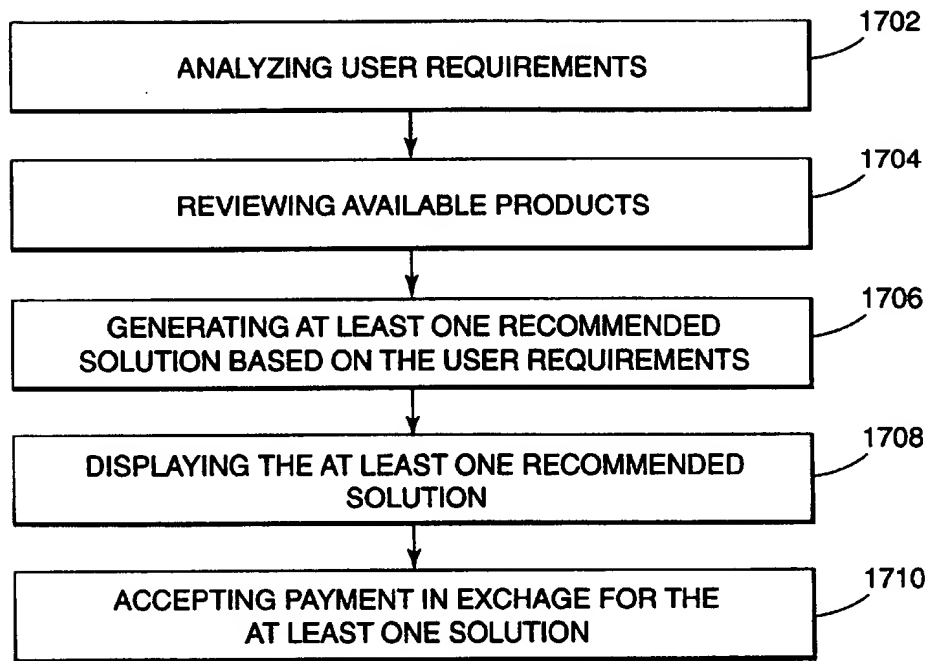 1702
ANALYZING USER REQUIREMENTS
1704
REVIEWING AVAILABLE PRODUCTS
1706
GENERATING AT LEAST ONE RECOMMENDED
SOLUTION BASED ON THE USER REQUIREMENTS
1708
DISPLAYING THE AT LEAST ONE RECOMMENDED
SOLUTION
1710
ACCEPTING PAYMENT IN EXCHAGE FOR THE
AT LEAST ONE SOLUTION